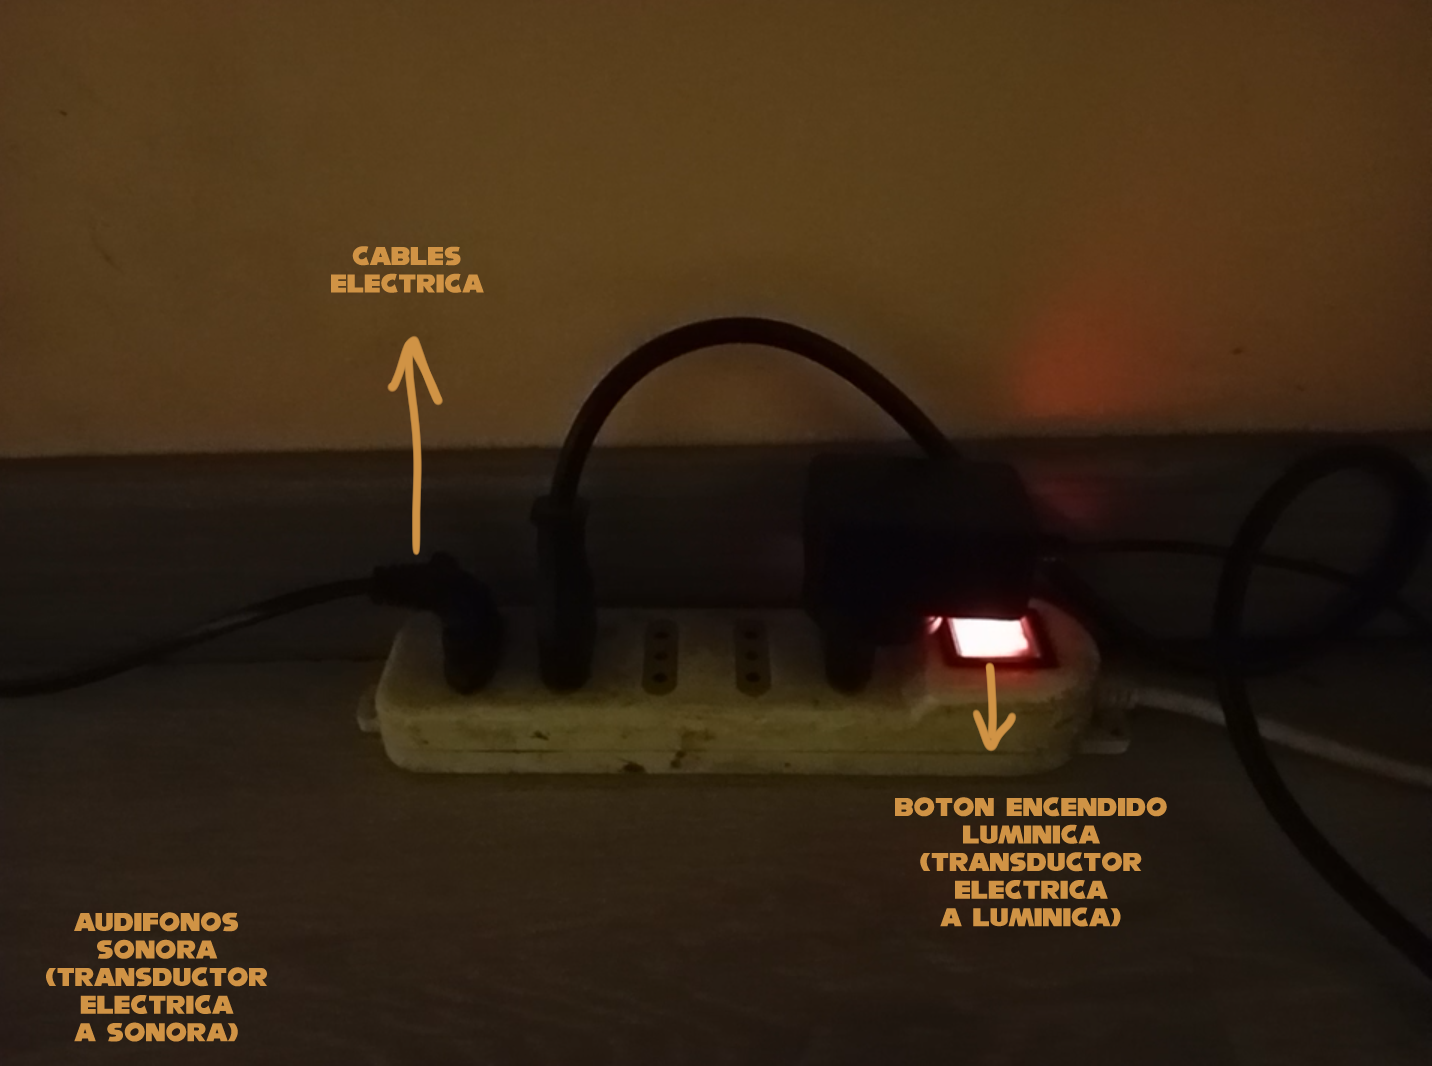 CABLES
ELECTRICA
BOTON ENCENDIDO
LUMINICA
(TRANSDUCTOR
ELECTRICA
A LUMINICA)
AUDIFONOS
SONORA
(TRANSDUCTOR
ELECTRICA
A SONORA)